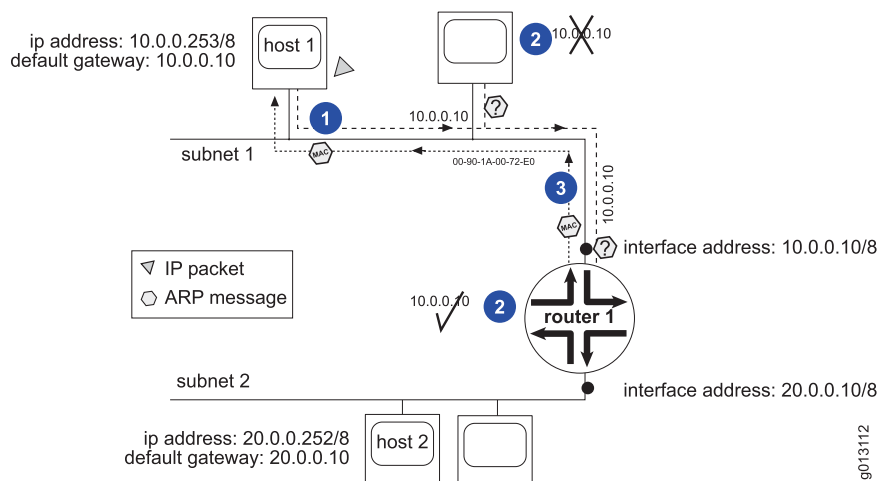 ip address: 10.0.0.253/8
default gateway: 10.0.0.10
host 1
2
10.0.0.10
?
1
10.0.0.10
subnet 1
MAC
00-90-1A-00-72-E0
3
10.0.0.10
MAC
?
interface address: 10.0.0.10/8
IP packet
ARP message
10.0.0.10
2
router 1
subnet 2
interface address: 20.0.0.10/8
ip address: 20.0.0.252/8
default gateway: 20.0.0.10
host 2
g013112